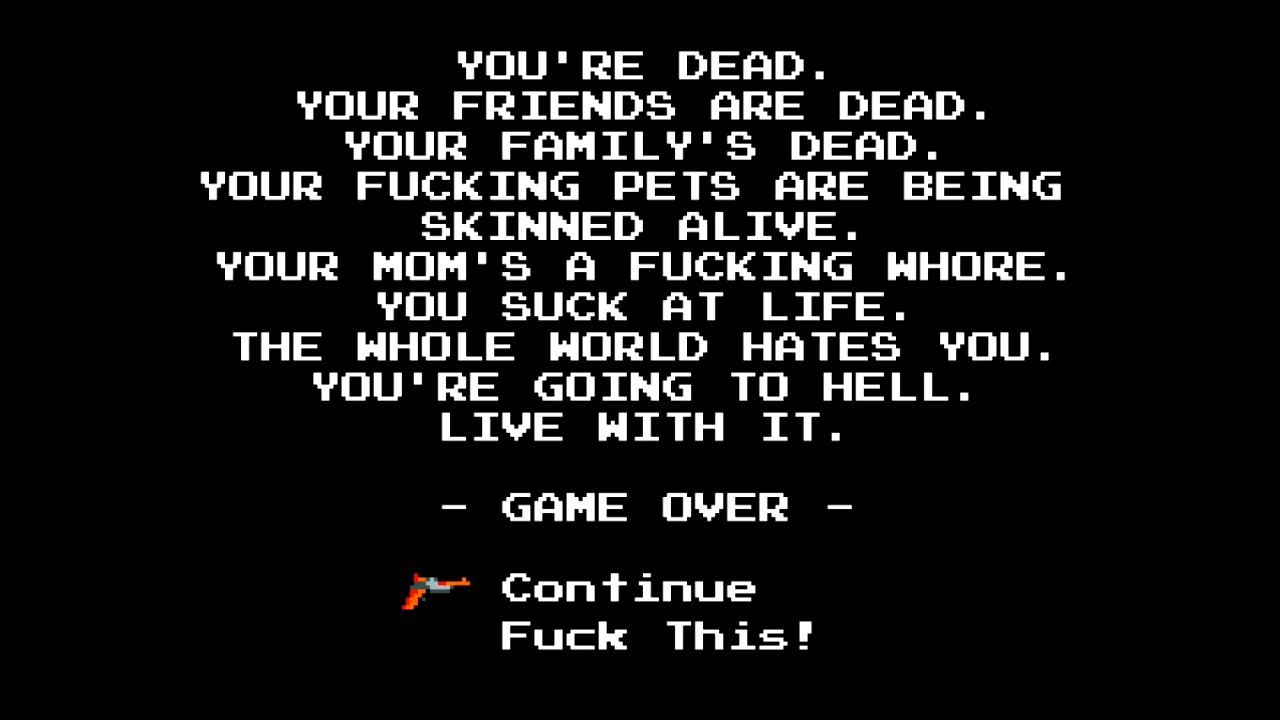 YOU'RE DEAD.
YOUR FRIENDS ARE DEAD.
YOUR FAMILY'S DEAD.
YOUR FUCKING PETS ARE BEING
SKINNED ALIVE.
YOUR MOM'S A FUCKING WHORE.
YOU SUCK AT LIFE.
THE WHOLE WORLD HATES YOU.
YOU'RE GOING TO HELL.
LIVE WITH IT.
- GAME OVER -
Continue
Fuck This!